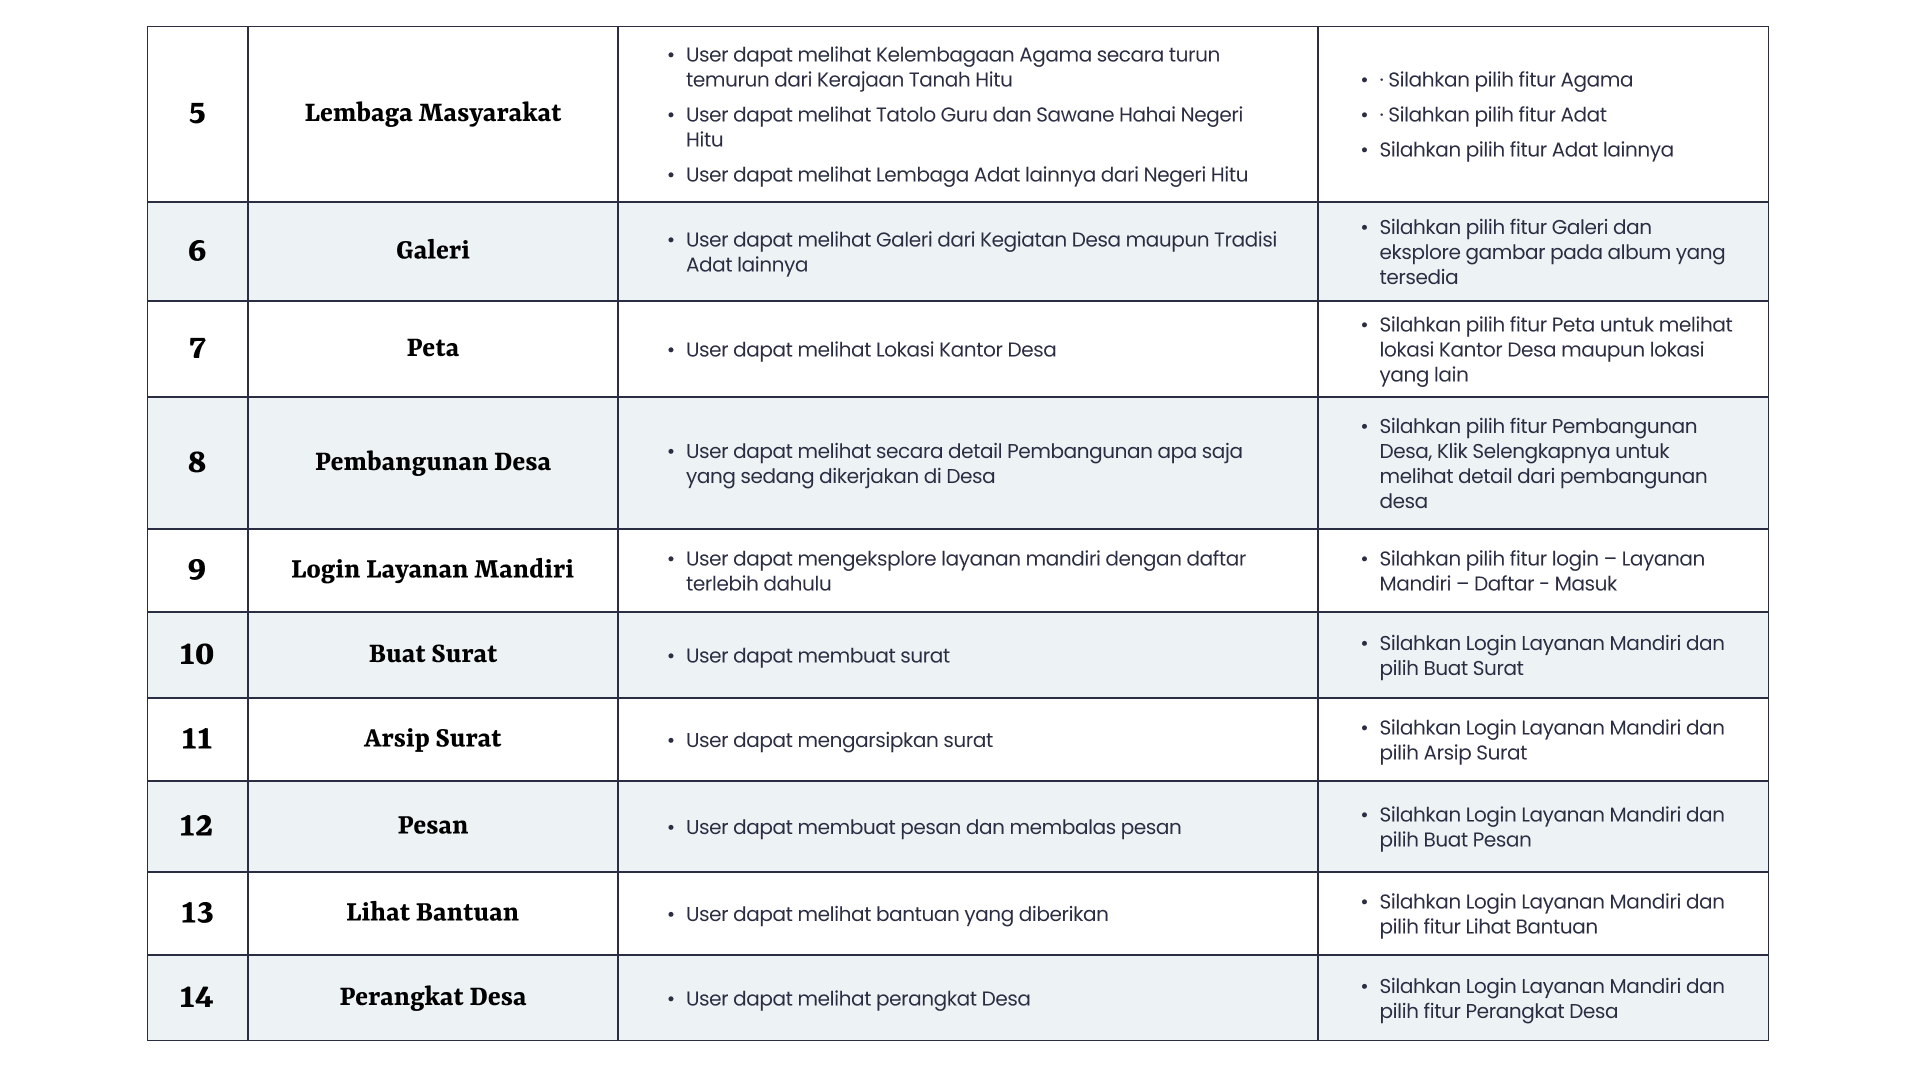 5
Lembaga Masyarakat
• User dapat melihat Kelembagaan Agama secara turun
temurun dari Kerajaan Tanah Hitu
• User dapat melihat Tatolo Guru dan Sawane Hahai Negeri
Hitu
• User dapat melihat Lembaga Adat lainnya dari Negeri Hitu
• · Silahkan pilih fitur Agama
• · Silahkan pilih fitur Adat
• Silahkan pilih fitur Adat lainnya
6
Galeri
• User dapat melihat Galeri dari Kegiatan Desa maupun Tradisi
Adat lainnya
• Silahkan pilih fitur Galeri dan
eksplore gambar pada album yang
tersedia
7
Peta
• User dapat melihat Lokasi Kantor Desa
• Silahkan pilih fitur Peta untuk melihat
lokasi Kantor Desa maupun lokasi
yang lain
8
Pembangunan Desa
• User dapat melihat secara detail Pembangunan apa saja
yang sedang dikerjakan di Desa
• Silahkan pilih fitur Pembangunan
Desa, Klik Selengkapnya untuk
melihat detail dari pembangunan
desa
9
Login Layanan Mandiri
• User dapat mengeksplore layanan mandiri dengan daftar
terlebih dahulu
• Silahkan pilih fitur login – Layanan
Mandiri – Daftar - Masuk
10
Buat Surat
• User dapat membuat surat
• Silahkan Login Layanan Mandiri dan
pilih Buat Surat
11
Arsip Surat
• User dapat mengarsipkan surat
• Silahkan Login Layanan Mandiri dan
pilih Arsip Surat
12
Pesan
• User dapat membuat pesan dan membalas pesan
• Silahkan Login Layanan Mandiri dan
pilih Buat Pesan
13
Lihat Bantuan
• User dapat melihat bantuan yang diberikan
• Silahkan Login Layanan Mandiri dan
pilih fitur Lihat Bantuan
14
Perangkat Desa
• User dapat melihat perangkat Desa
• Silahkan Login Layanan Mandiri dan
pilih fitur Perangkat Desa